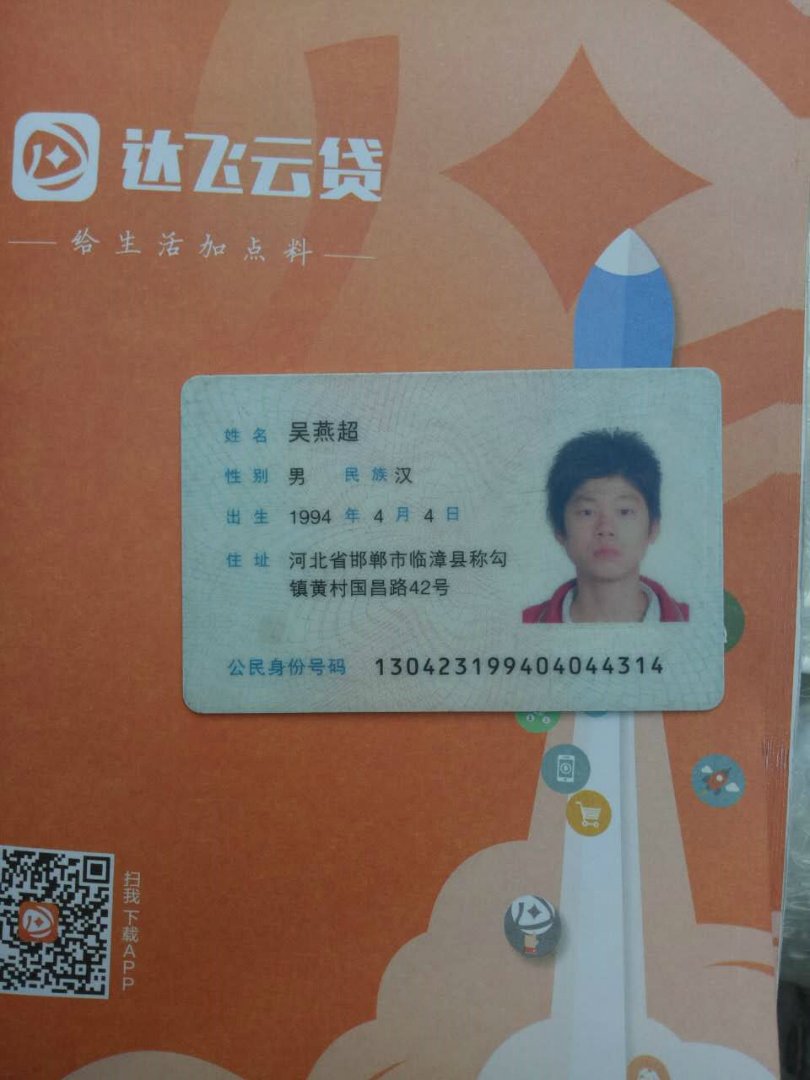 达飞云贷
给生活加点料
姓名 吴燕超
性别 男 民族 汉
出生 1994 年 4 月 4 日
住址 河北省邯郸市临漳县称勾
镇黄村国昌路42号
公民身份号码 130423199404044314
扫我下载APP